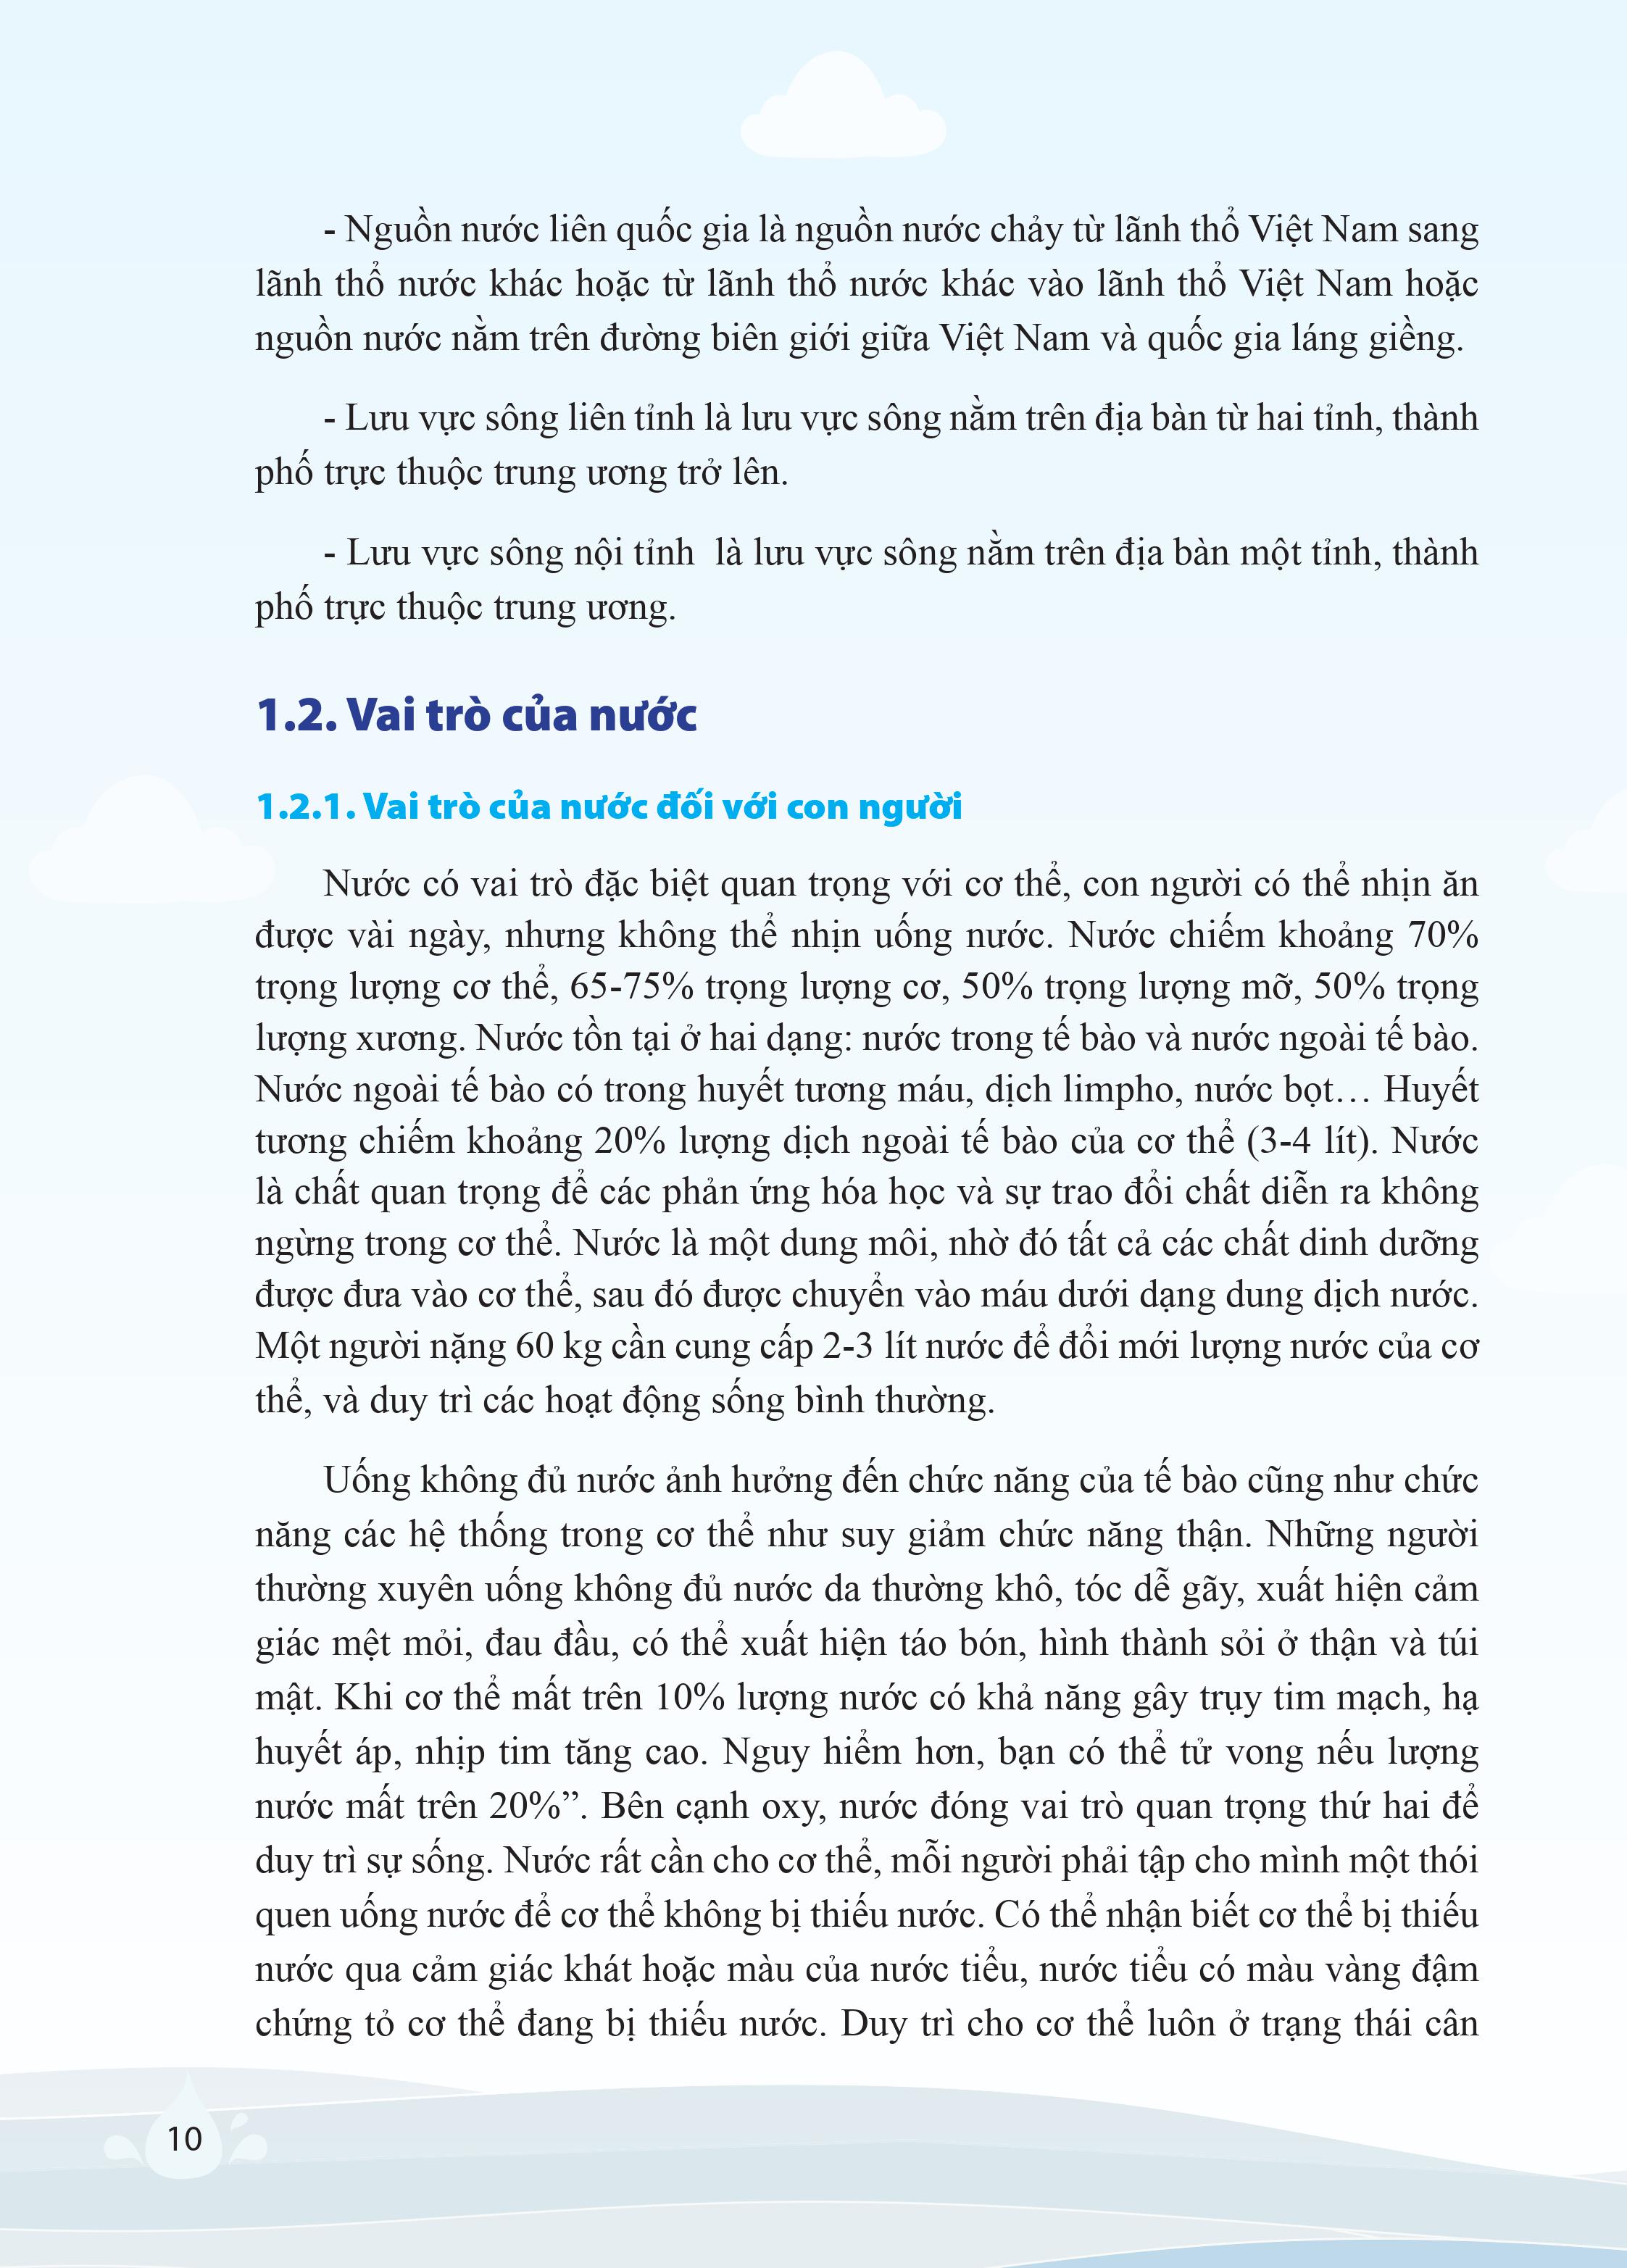 - Nguồn nước liên quốc gia là nguồn nước chảy từ lãnh thổ Việt Nam sang
lãnh thổ nước khác hoặc từ lãnh thổ nước khác vào lãnh thổ Việt Nam hoặc
nguồn nước nằm trên đường biên giới giữa Việt Nam và quốc gia láng giềng.
- Lưu vực sông liên tỉnh là lưu vực sông nằm trên địa bàn từ hai tỉnh, thành
phố trực thuộc trung ương trở lên.
- Lưu vực sông nội tỉnh là lưu vực sông nằm trên địa bàn một tỉnh, thành
phố trực thuộc trung ương.
1.2. Vai trò của nước
1.2.1. Vai trò của nước đối với con người
Nước có vai trò đặc biệt quan trọng với cơ thể, con người có thể nhịn ăn
được vài ngày, nhưng không thể nhịn uống nước. Nước chiếm khoảng 70%
trọng lượng cơ thể, 65-75% trọng lượng cơ, 50% trọng lượng mỡ, 50% trọng
lượng xương. Nước tồn tại ở hai dạng: nước trong tế bào và nước ngoài tế bào.
Nước ngoài tế bào có trong huyết tương máu, dịch limpho, nước bọt… Huyết
tương chiếm khoảng 20% lượng dịch ngoài tế bào của cơ thể (3-4 lít). Nước
là chất quan trọng để các phản ứng hóa học và sự trao đổi chất diễn ra không
ngừng trong cơ thể. Nước là một dung môi, nhờ đó tất cả các chất dinh dưỡng
được đưa vào cơ thể, sau đó được chuyển vào máu dưới dạng dung dịch nước.
Một người nặng 60 kg cần cung cấp 2-3 lít nước để đổi mới lượng nước của cơ
thể, và duy trì các hoạt động sống bình thường.
Uống không đủ nước ảnh hưởng đến chức năng của tế bào cũng như chức
năng các hệ thống trong cơ thể như suy giảm chức năng thận. Những người
thường xuyên uống không đủ nước da thường khô, tóc dễ gãy, xuất hiện cảm
giác mệt mỏi, đau đầu, có thể xuất hiện táo bón, hình thành sỏi ở thận và túi
mật. Khi cơ thể mất trên 10% lượng nước có khả năng gây trụy tim mạch, hạ
huyết áp, nhịp tim tăng cao. Nguy hiểm hơn, bạn có thể tử vong nếu lượng
nước mất trên 20%”. Bên cạnh oxy, nước đóng vai trò quan trọng thứ hai để
duy trì sự sống. Nước rất cần cho cơ thể, mỗi người phải tập cho mình một thói
quen uống nước để cơ thể không bị thiếu nước. Có thể nhận biết cơ thể bị thiếu
nước qua cảm giác khát hoặc màu của nước tiểu, nước tiểu có màu vàng đậm
chứng tỏ cơ thể đang bị thiếu nước. Duy trì cho cơ thể luôn ở trạng thái cân
10